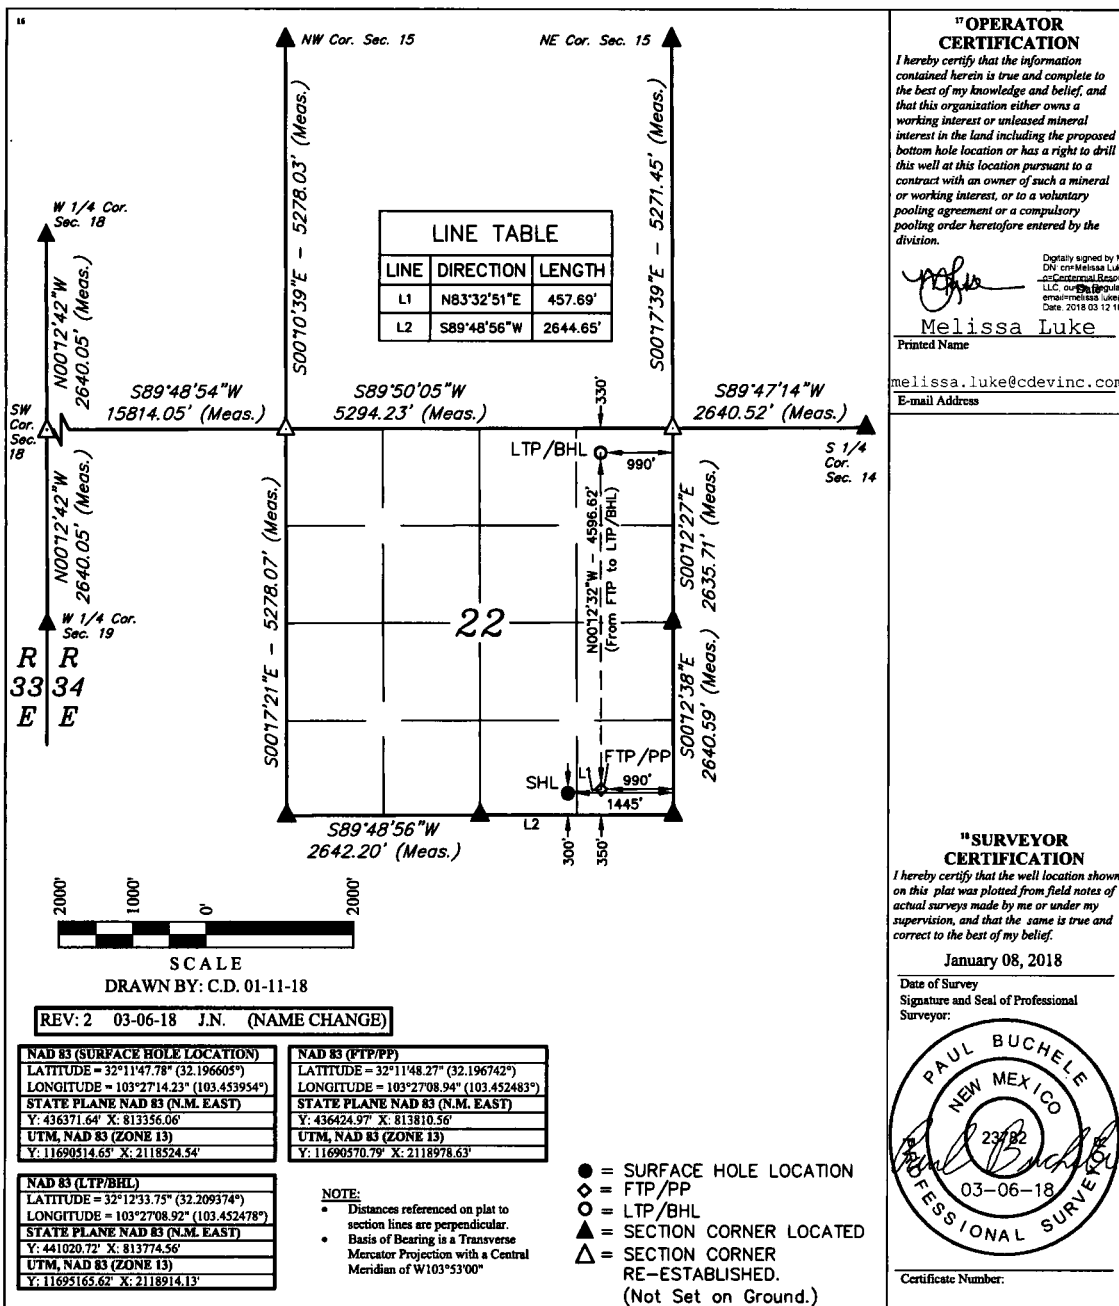 16
NW Cor. Sec. 15
NE Cor. Sec. 15
S00°10'39"E - 5278.03' (Meas.)
S00°17'39"E - 5271.45' (Meas.)
W 1/4 Cor.
Sec. 18
N00°12'42"W
2640.05' (Meas.)
LINE TABLE
LINE DIRECTION LENGTH
L1 N83°32'51"E 457.69'
L2 S89°48'56"W 2644.65'
S89°48'54"W
15814.05' (Meas.)
S89°50'05"W
5294.23' (Meas.)
330'
S89°47'14"W
2640.52' (Meas.)
SW
Cor.
Sec.
18
S 1/4
Cor.
Sec. 14
LTP/BHL
990'
N00°12'42"W
2640.05' (Meas.)
S00°17'21"E - 5278.07' (Meas.)
N00°12'32"W - 4596.62'
(From FTP to LTP/BHL)
S00°12'27"E
2635.71' (Meas.)
22
W 1/4 Cor.
Sec. 19
R R
33 34
E E
S00°12'38"E
2640.59' (Meas.)
FTP/PP
SHL
L1
990'
1445'
L2
S89°48'56"W
2642.20' (Meas.)
300'
350'
2000' 1000' 0' 2000'
SCALE
DRAWN BY: C.D. 01-11-18
REV: 2 03-06-18 J.N. (NAME CHANGE)
NAD 83 (SURFACE HOLE LOCATION)
LATITUDE = 32°11'47.78" (32.196605°)
LONGITUDE = 103°27'14.23" (103.453954°)
STATE PLANE NAD 83 (N.M. EAST)
Y: 436371.64' X: 813356.06'
UTM, NAD 83 (ZONE 13)
Y: 11690514.65' X: 2118524.54'
NAD 83 (FTP/PP)
LATITUDE = 32°11'48.27" (32.196742°)
LONGITUDE = 103°27'08.94" (103.452483°)
STATE PLANE NAD 83 (N.M. EAST)
Y: 436424.97' X: 813810.56'
UTM, NAD 83 (ZONE 13)
Y: 11690570.79' X: 2118978.63'
NAD 83 (LTP/BHL)
LATITUDE = 32°12'33.75" (32.209374°)
LONGITUDE = 103°27'08.92" (103.452478°)
STATE PLANE NAD 83 (N.M. EAST)
Y: 441020.72' X: 813774.56'
UTM, NAD 83 (ZONE 13)
Y: 11695165.62' X: 2118914.13'
NOTE:
• Distances referenced on plat to
section lines are perpendicular.
• Basis of Bearing is a Transverse
Mercator Projection with a Central
Meridian of W103°53'00"
= SURFACE HOLE LOCATION
= FTP/PP
= LTP/BHL
= SECTION CORNER LOCATED
= SECTION CORNER
RE-ESTABLISHED.
(Not Set on Ground.)
17 OPERATOR
CERTIFICATION
I hereby certify that the information
contained herein is true and complete to
the best of my knowledge and belief, and
that this organization either owns a
working interest or unleased mineral
interest in the land including the proposed
bottom hole location or has a right to drill
this well at this location pursuant to a
contract with an owner of such a mineral
or working interest, or to a voluntary
pooling agreement or a compulsory
pooling order heretofore entered by the
division.
Digitally signed by
DN: cn=Melissa
LLC,
Date
Date: 2018 03 12
Melissa Luke
Printed Name
melissa.luke@cdevinc.com
E-mail Address
18 SURVEYOR
CERTIFICATION
I hereby certify that the well location shown
on this plat was plotted from field notes of
actual surveys made by me or under my
supervision, and that the same is true and
correct to the best of my belief.
January 08, 2018
Date of Survey
Signature and Seal of Professional
Surveyor:
PAUL BUCHELE
NEW MEXICO
23782
03-06-18
PROFESSIONAL SURVEYOR
Certificate Number: